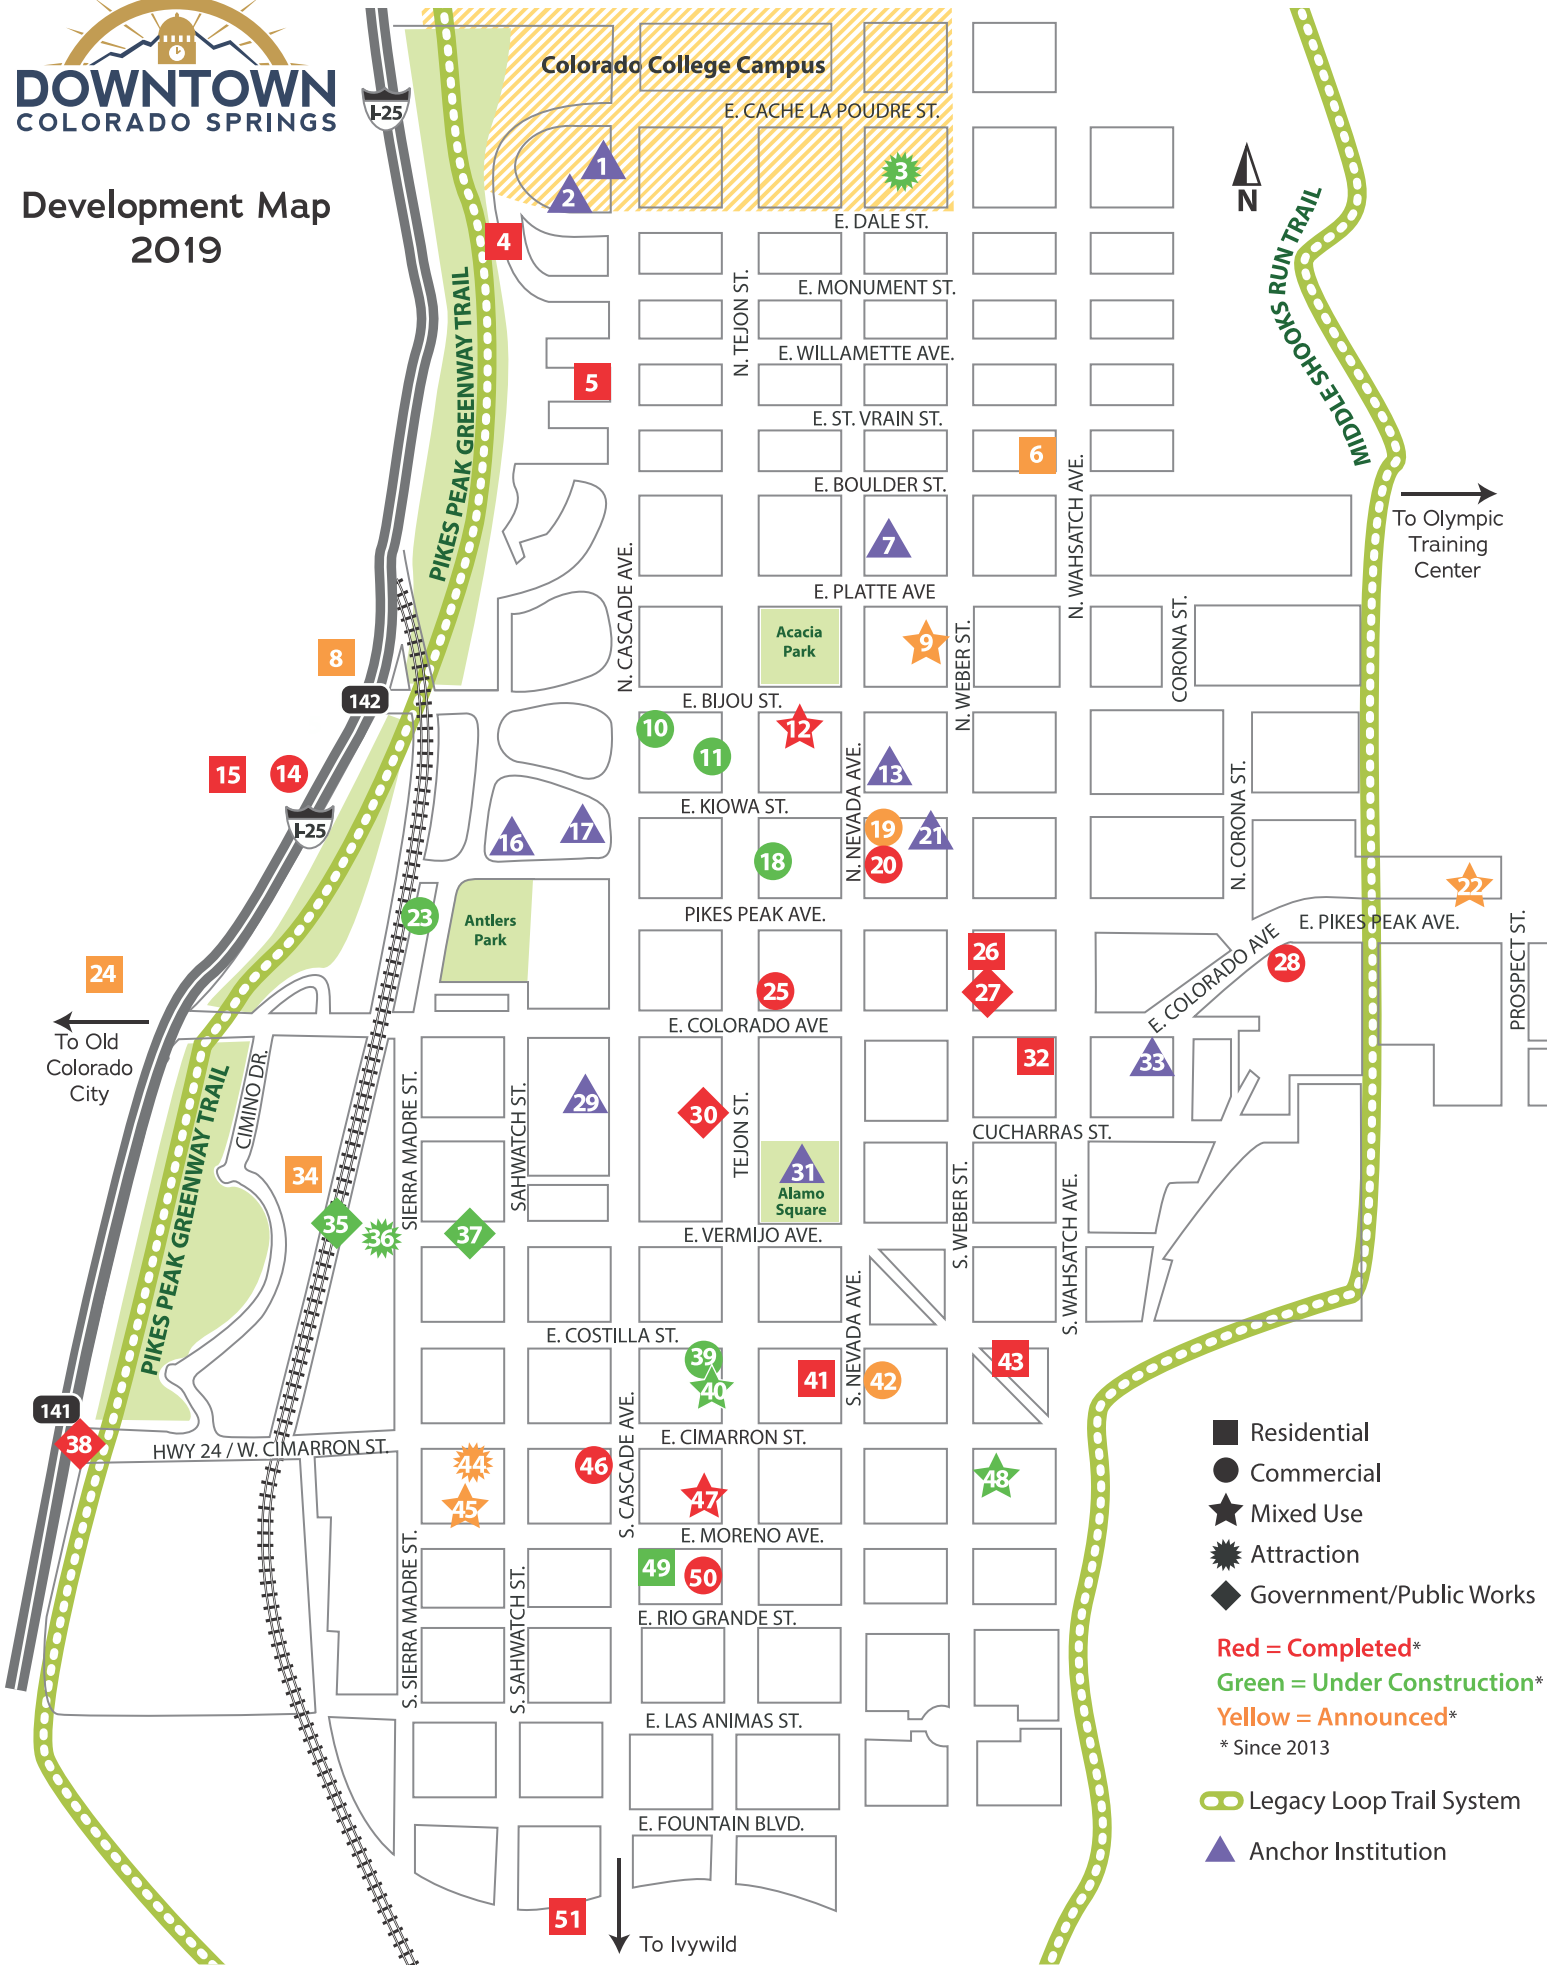 DOWNTOWN
COLORADO SPRINGS
Development Map
2019
I-25
Colorado College Campus
E. CACHE LA POUDRE ST.
1
2
3
N
E. DALE ST.
4
E. MONUMENT ST.
N. TEJON ST.
PIKES PEAK GREENWAY TRAIL
MIDDLE SHOOKS RUN TRAIL
E. WILLAMETTE AVE.
5
E. ST. VRAIN ST.
6
E. BOULDER ST.
N. WAHSATCH AVE.
To Olympic
Training
Center
7
N. CASCADE AVE.
E. PLATTE AVE
CORONA ST.
Acacia
Park
9
N. WEBER ST.
8
142
E. BIJOU ST.
10
11
12
13
N. NEVADA AVE.
15
14
I-25
E. KIOWA ST.
N. CORONA ST.
16
17
18
19
20
21
22
23
Antlers
Park
PIKES PEAK AVE.
E. PIKES PEAK AVE.
PROSPECT ST.
24
25
26
27
28
E. COLORADO AVE
To Old
Colorado
City
E. COLORADO AVE
CIMINO DR.
SIERRA MADRE ST.
SAHWATCH ST.
29
30
TEJON ST.
32
33
CUCHARRAS ST.
PIKES PEAK GREENWAY TRAIL
34
31
Alamo
Square
35
36
37
E. VERMIJO AVE.
S. WEBER ST.
S. WAHSATCH AVE.
S. NEVADA AVE.
E. COSTILLA ST.
39
40
41
42
43
141
38
HWY 24 / W. CIMARRON ST.
S. CASCADE AVE.
E. CIMARRON ST.
44
45
46
47
48
E. MORENO AVE.
S. SIERRA MADRE ST.
S. SAHWATCH ST.
49
50
E. RIO GRANDE ST.
E. LAS ANIMAS ST.
E. FOUNTAIN BLVD.
51
To Ivywild
Residential
Commercial
Mixed Use
Attraction
Government/Public Works
Red = Completed*
Green = Under Construction*
Yellow = Announced*
* Since 2013
Legacy Loop Trail System
Anchor Institution